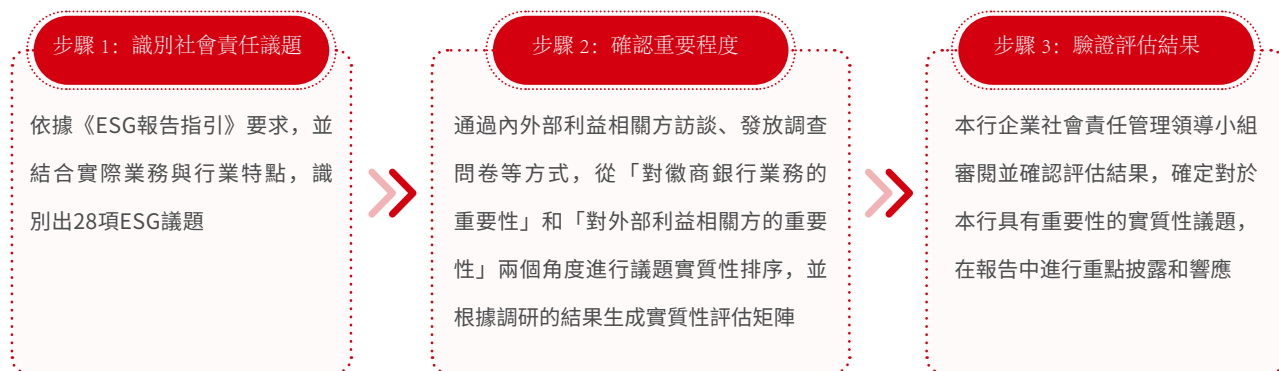 步驟 1：識別社會責任議題
依據《ESG報告指引》要求，並
結合實際業務與行業特點，識
別出28項ESG議題
步驟 2：確認重要程度
通過內外部利益相關方訪談、發放調查
問卷等方式，從「對徽商銀行業務的
重要性」和「對外部利益相關方的重要
性」兩個角度進行議題實質性排序，並
根據調研的結果生成實質性評估矩陣
步驟 3：驗證評估結果
本行企業社會責任管理領導小組
審閱並確認評估結果，確定對於
本行具有重要性的實質性議題，
在報告中進行重點披露和響應